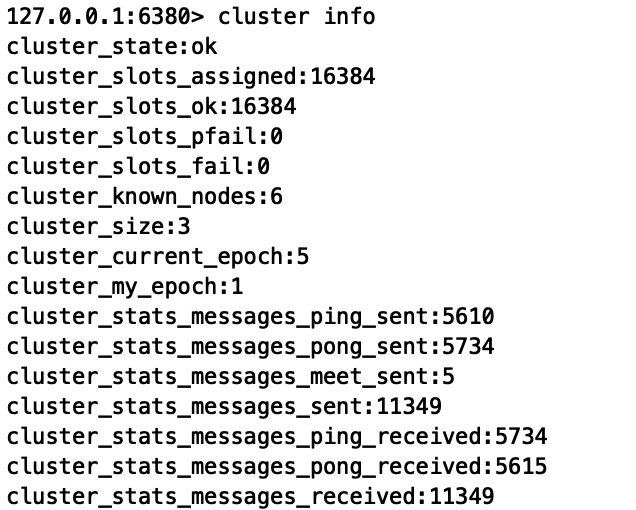 127.0.0.1:6380> cluster info
cluster_state:ok
cluster_slots_assigned:16384
cluster_slots_ok:16384
cluster_slots_pfail:0
cluster_slots_fail:0
cluster_known_nodes:6
cluster_size:3
cluster_current_epoch:5
cluster_my_epoch:1
cluster_stats_messages_ping_sent:5610
cluster_stats_messages_pong_sent:5734
cluster_stats_messages_meet_sent:5
cluster_stats_messages_sent:11349
cluster_stats_messages_ping_received:5734
cluster_stats_messages_pong_received:5615
cluster_stats_messages_received:11349